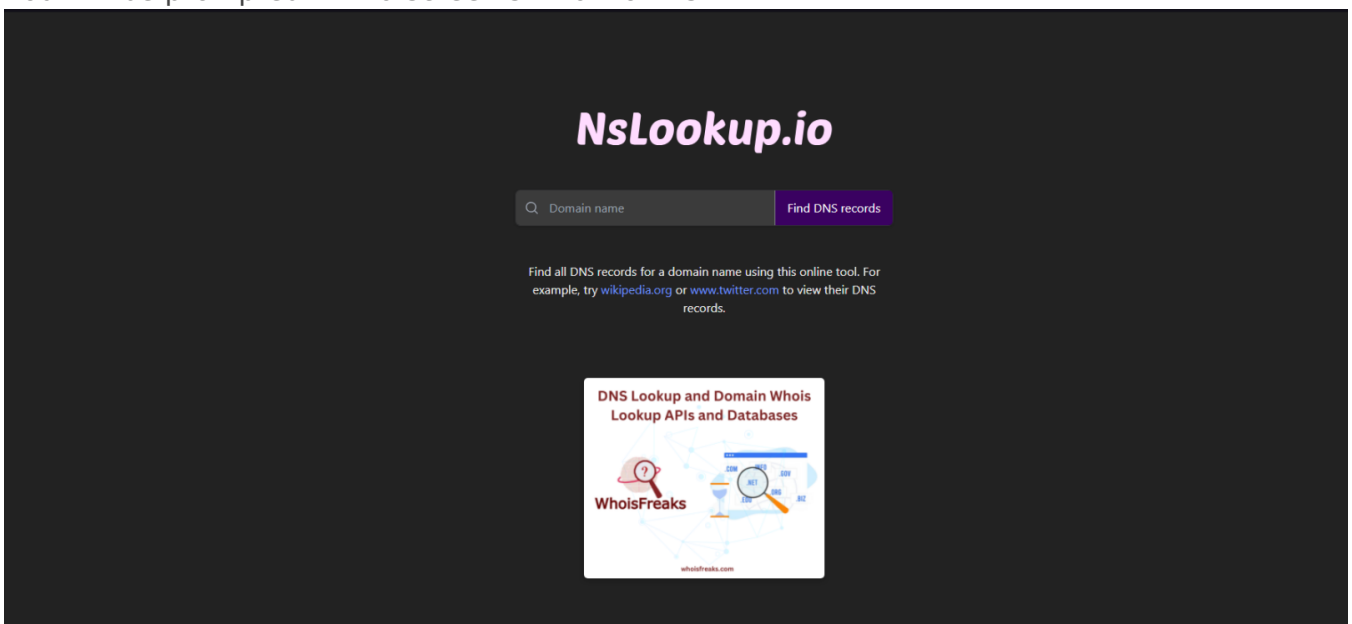 NsLookup.io
Domain name
Find DNS records
Find all DNS records for a domain name using this online tool. For
example, try wikipedia.org or www.twitter.com to view their DNS
records.
DNS Lookup and Domain Whois
Lookup APIs and Databases
?
.COM
.GOV
.NET
.ORG
.BIZ
WhoisFreaks
whoisfreaks.com